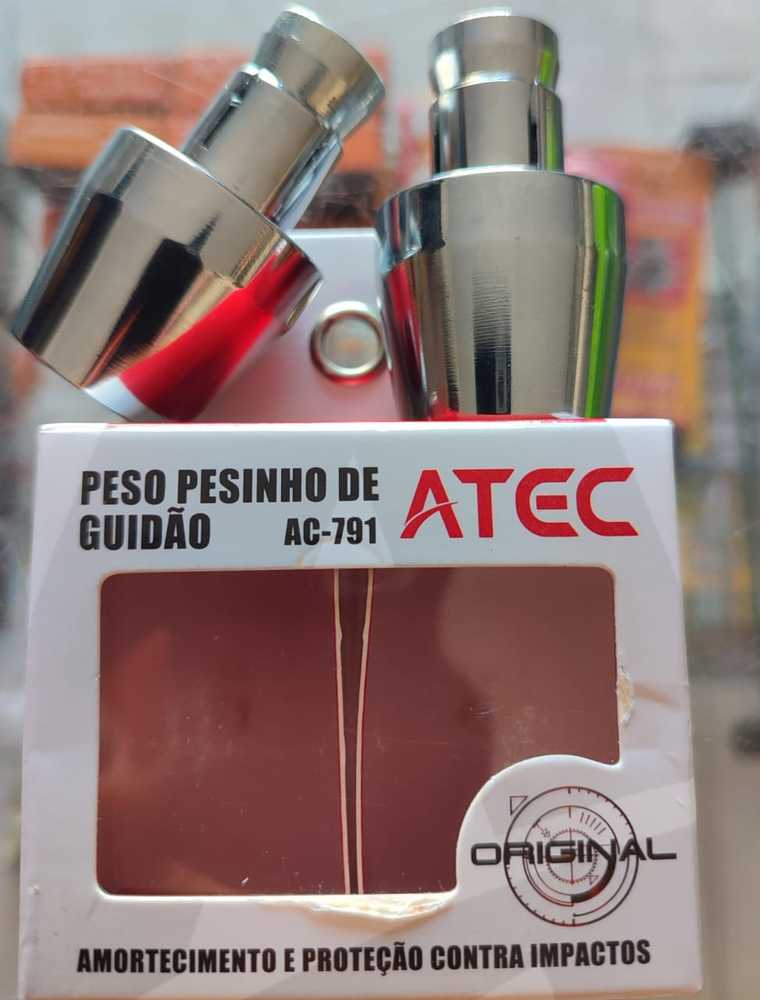 PESO PESINHO DE
GUIDÃO AC-791
ATEC
ORIGINAL
AMORTECIMENTO E PROTEÇÃO CONTRA IMPACTOS